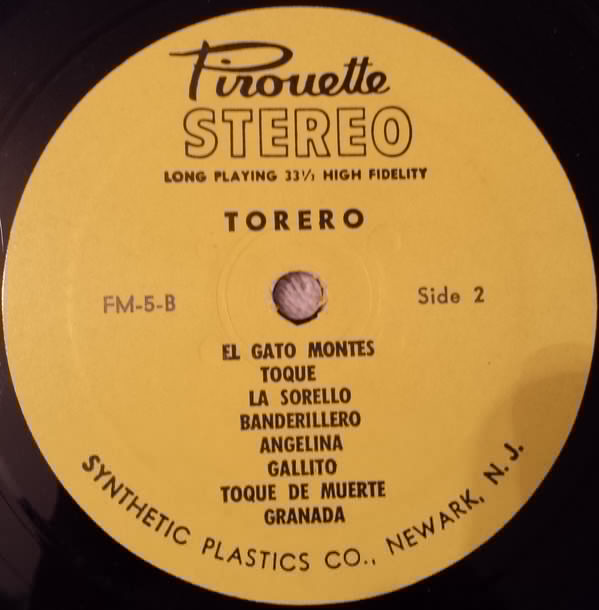 Pirouette
STEREO
LONG PLAYING 33⅓ HIGH FIDELITY
TORERO
FM-5-B
Side 2
EL GATO MONTES
TOQUE
LA SORELLO
BANDERILLERO
ANGELINA
GALLITO
TOQUE DE MUERTE
GRANADA
SYNTHETIC PLASTICS CO., NEWARK, N. J.